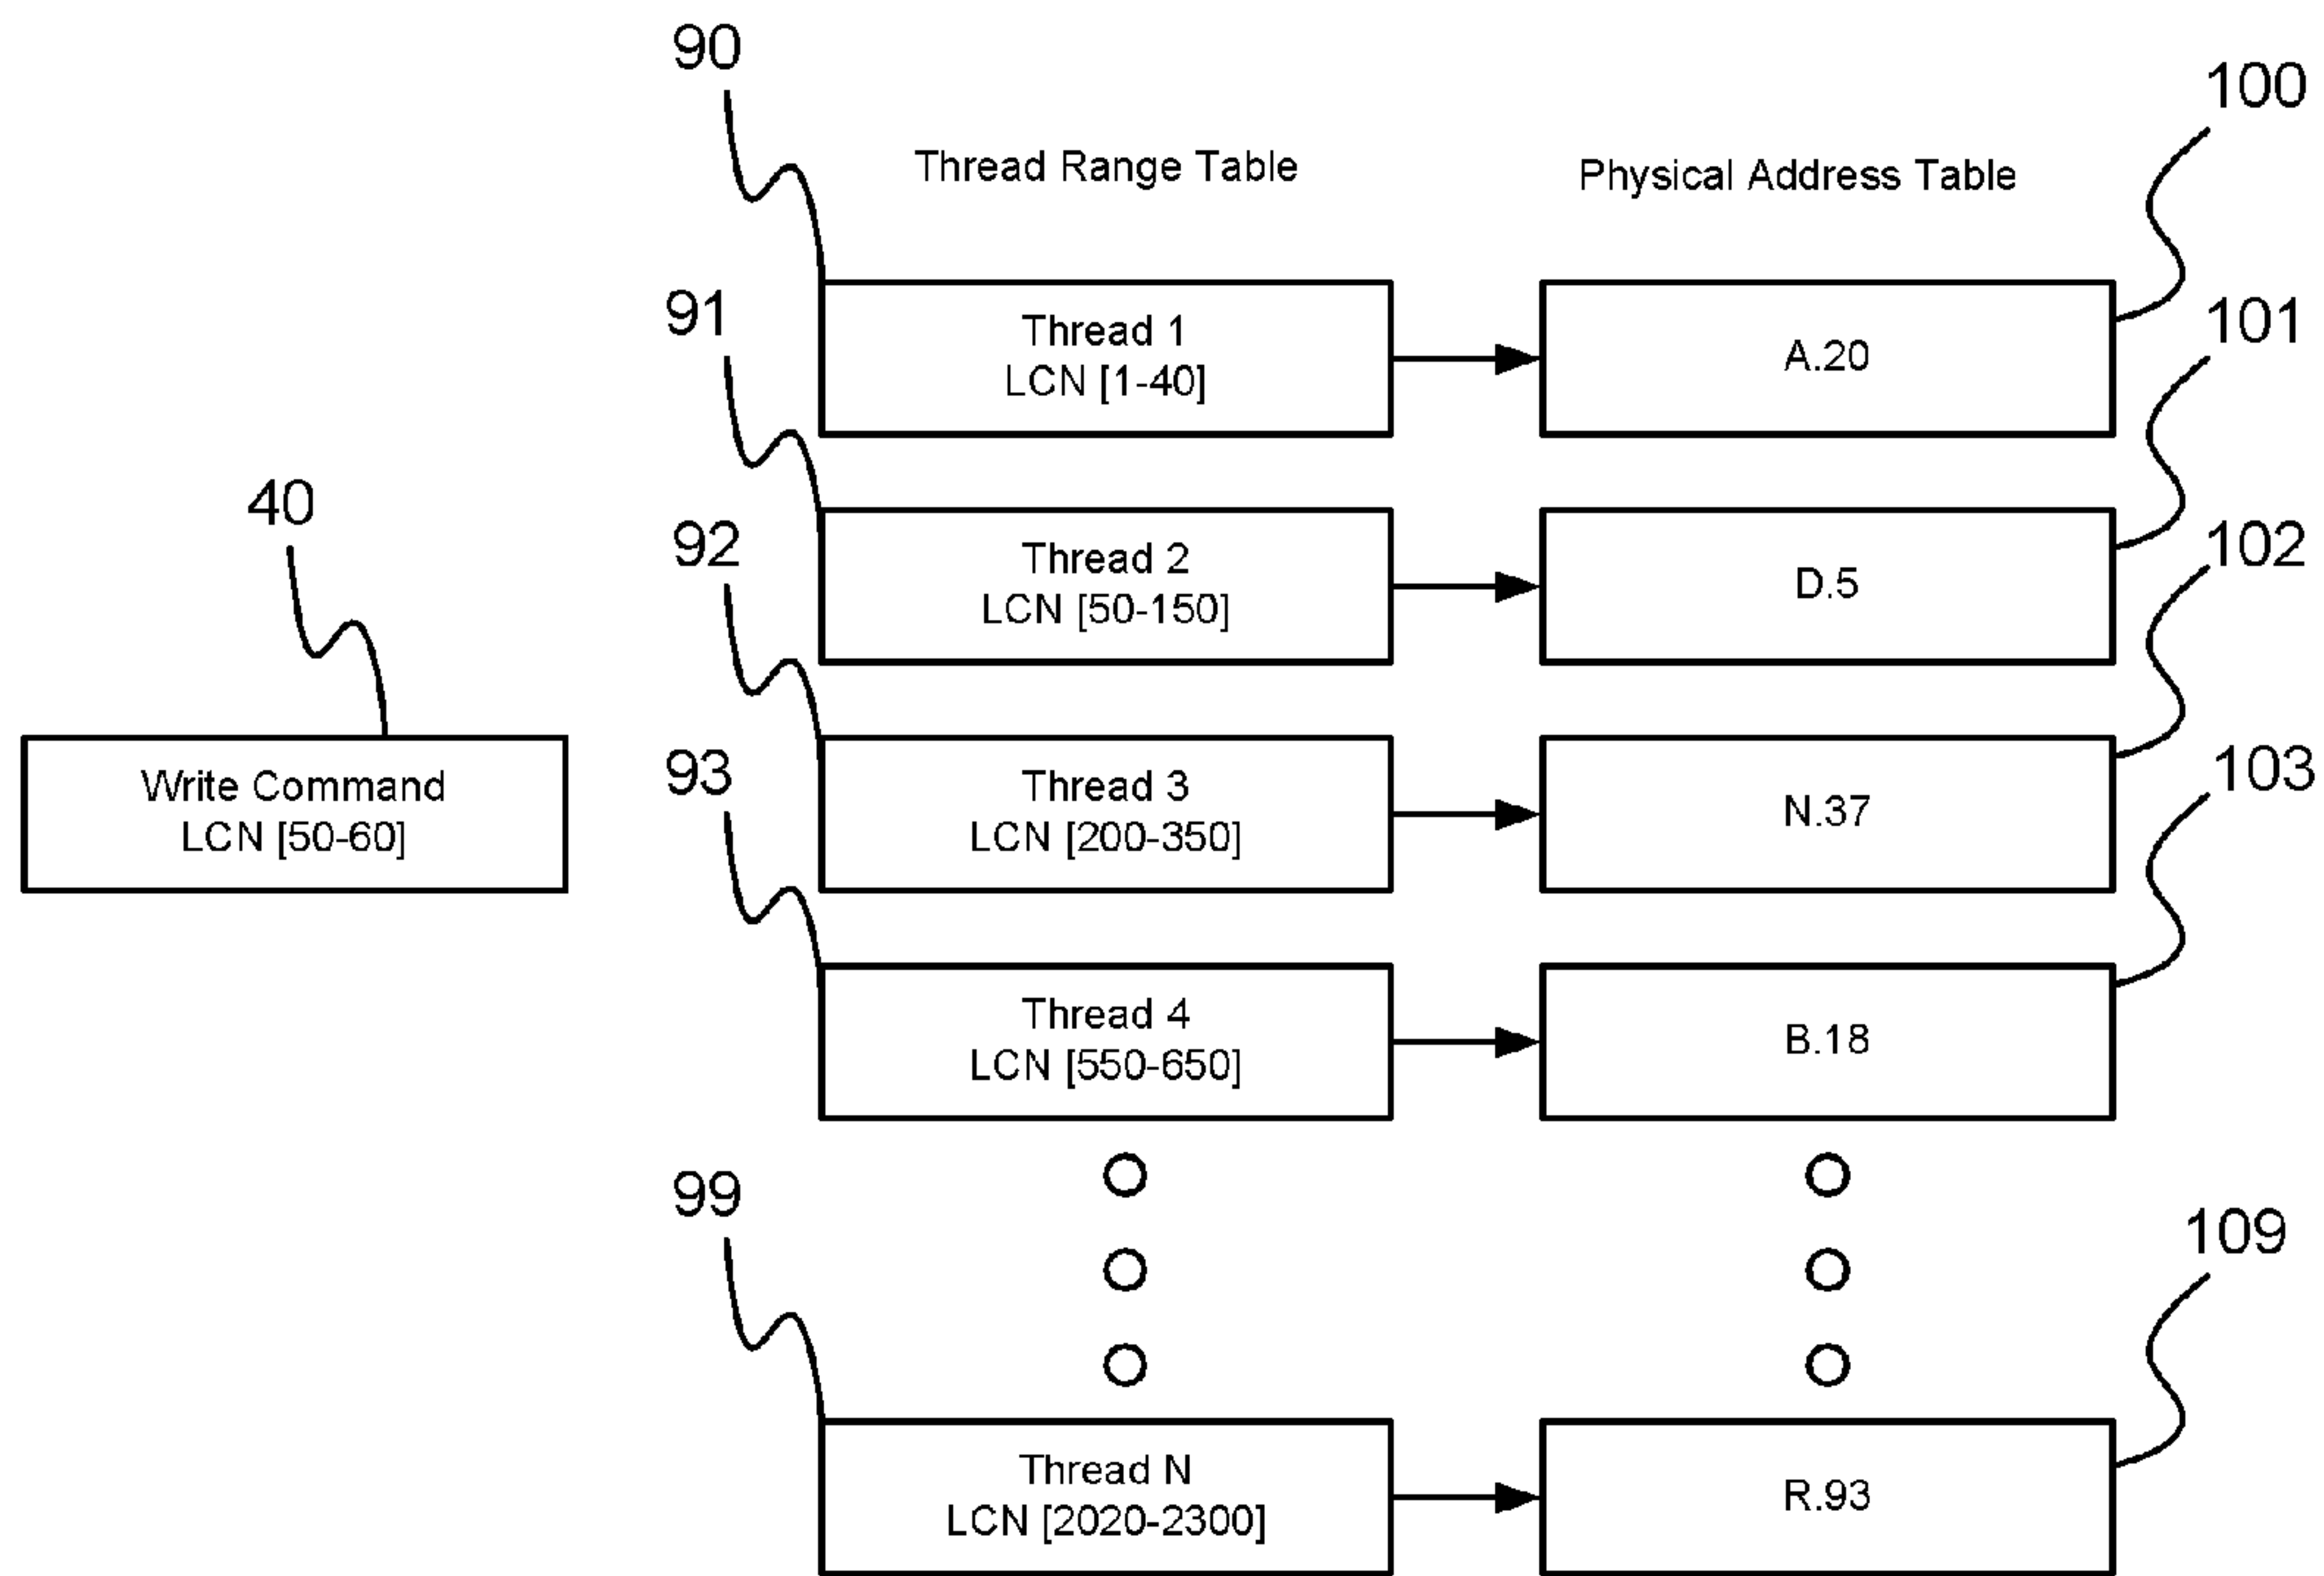 90
100
Thread Range Table
Physical Address Table
91
101
Thread 1
LCN [1-40]
A.20
40
92
102
Thread 2
LCN [50-150]
D.5
Write Command
LCN [50-60]
93
103
Thread 3
LCN [200-350]
N.37
Thread 4
LCN [550-650]
B.18
99
109
Thread N
LCN [2020-2300]
R.93